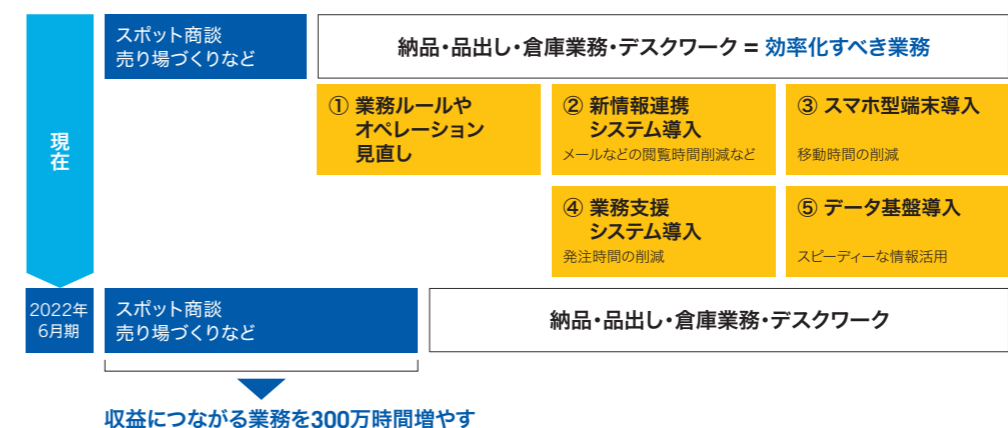 現在
スポット商談
売り場づくりなど
納品・品出し・倉庫業務・デスクワーク = 効率化すべき業務
① 業務ルールや
オペレーション
見直し
② 新情報連携
システム導入
メールなどの閲覧時間削減など
③ スマホ型端末導入
移動時間の削減
④ 業務支援
システム導入
発注時間の削減
⑤ データ基盤導入
スピーディーな情報活用
2022年
6月期
スポット商談
売り場づくりなど
納品・品出し・倉庫業務・デスクワーク
収益につながる業務を300万時間増やす